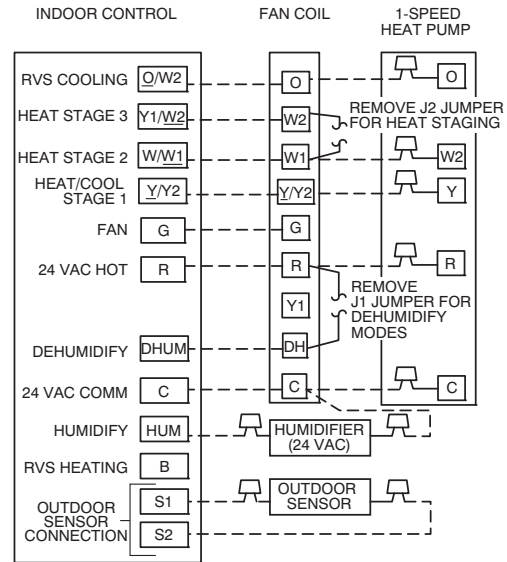 INDOOR CONTROL
FAN COIL
1-SPEED
HEAT PUMP
RVS COOLING
O/W2
O
O
HEAT STAGE 3
Y1/W2
W2
REMOVE J2 JUMPER
FOR HEAT STAGING
HEAT STAGE 2
W/W1
W1
W2
HEAT/COOL
STAGE 1
Y/Y2
Y/Y2
Y
FAN
G
G
24 VAC HOT
R
R
R
Y1
REMOVE
J1 JUMPER FOR
DEHUMIDIFY
MODES
DEHUMIDIFY
DHUM
DH
24 VAC COMM
C
C
C
HUMIDIFY
HUM
HUMIDIFIER
(24 VAC)
RVS HEATING
B
OUTDOOR
SENSOR
CONNECTION
S1
OUTDOOR
SENSOR
S2